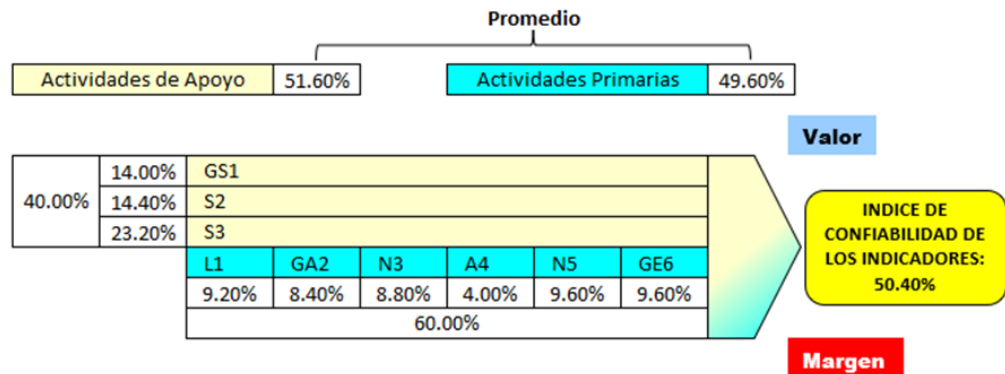 Promedio
Actividades de Apoyo 51.60% Actividades Primarias 49.60%
Valor
40.00%
14.00% GS1
14.40% S2
23.20% S3
L1 GA2 N3 A4 N5 GE6
9.20% 8.40% 8.80% 4.00% 9.60% 9.60%
60.00%
INDICE DE
CONFIABILIDAD DE
LOS INDICADORES:
50.40%
Margen